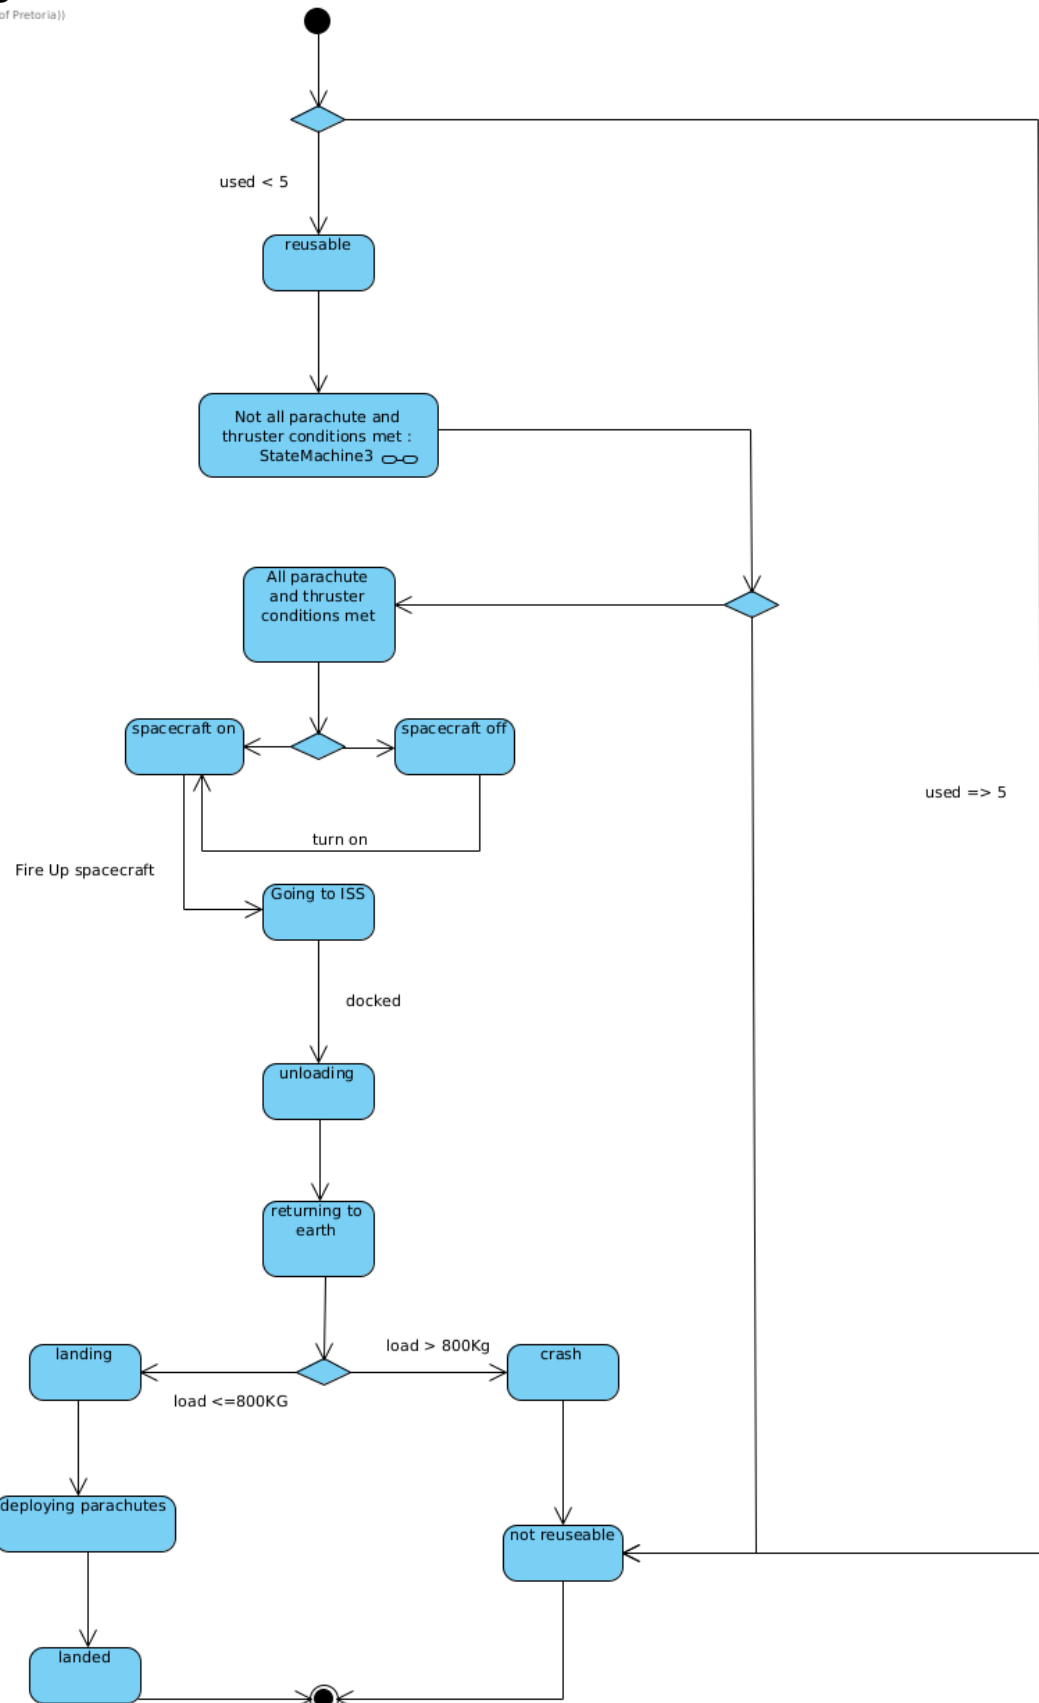 of Pretoria))
used < 5
reusable
Not all parachute and
thruster conditions met :
StateMachine3
All parachute
and thruster
conditions met
spacecraft on
spacecraft off
used => 5
turn on
Fire Up spacecraft
Going to ISS
docked
unloading
returning to
earth
load > 800Kg
landing
crash
load <=800KG
deploying parachutes
not reuseable
landed